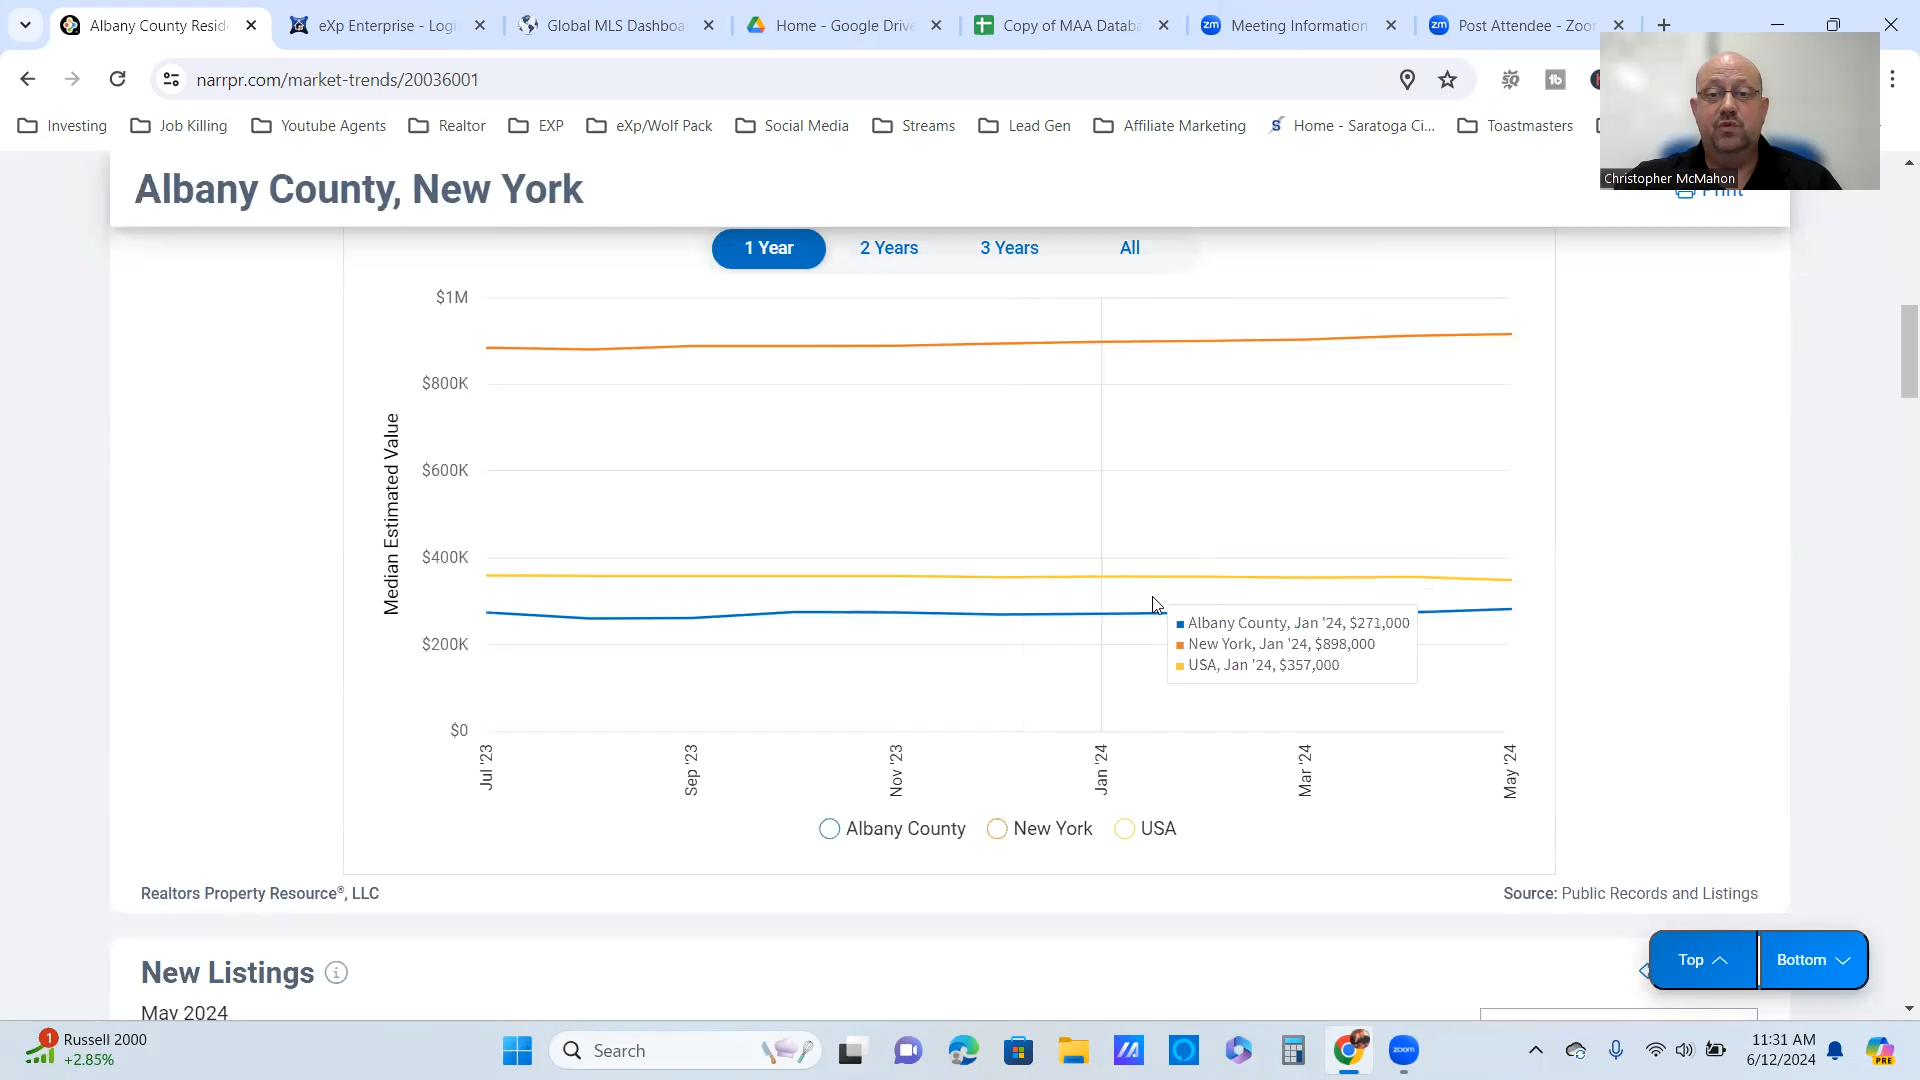 Albany County Resid
eXp Enterprise - Logi
Global MLS Dashboa
Home - Google Drive
Copy of MAA Databa
zm Meeting Information
zm Post Attendee - Zoo
narrpr.com/market-trends/20036001
Investing
Job Killing
Youtube Agents
Realtor
EXP
eXp/Wolf Pack
Social Media
Streams
Lead Gen
Affiliate Marketing
Home - Saratoga Ci...
Toastmasters
Christopher McMahon
Albany County, New York
Print
1 Year
2 Years
3 Years
All
Median Estimated Value
$1M
$800K
$600K
$400K
$200K
$0
Albany County, Jan '24, $271,000
New York, Jan '24, $898,000
USA, Jan '24, $357,000
Jul '23
Sep '23
Nov '23
Jan '24
Mar '24
May '24
Albany County
New York
USA
Realtors Property Resource®, LLC
Source: Public Records and Listings
New Listings
May 2024
Top
Bottom
1
Russell 2000
+2.85%
Search
zoom
11:31 AM
6/12/2024
PRE